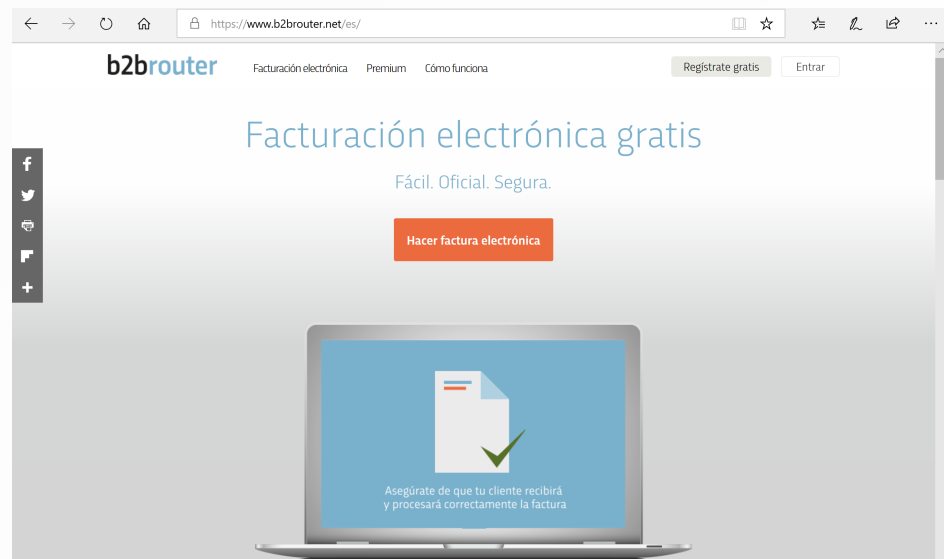 https://www.b2brouter.net/es/
b2brouter
Facturación electrónica Premium Cómo funciona
Regístrate gratis Entrar
Facturación electrónica gratis
Fácil. Oficial. Segura.
Hacer factura electrónica
Asegúrate de que tu cliente recibirá
y procesará correctamente la factura